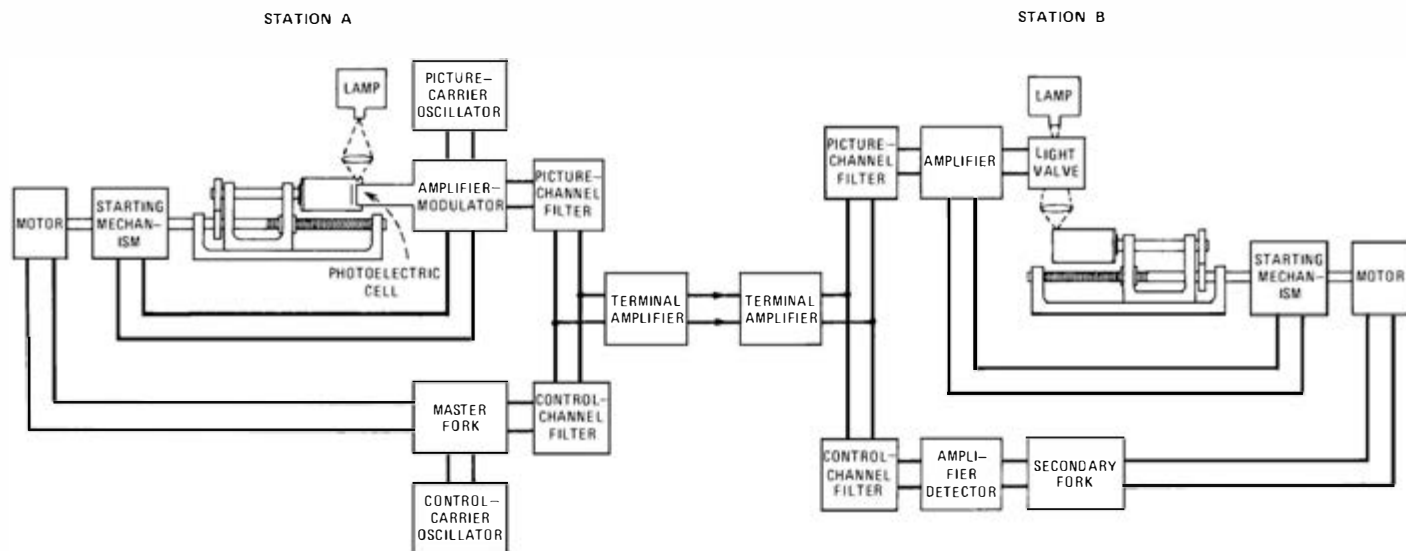 STATION A
STATION B
LAMP
PICTURE–
CARRIER
OSCILLATOR
MOTOR
STARTING
MECHAN–
ISM
AMPLIFIER–
MODULATOR
PICTURE–
CHANNEL
FILTER
PHOTOELECTRIC
CELL
TERMINAL
AMPLIFIER
TERMINAL
AMPLIFIER
MASTER
FORK
CONTROL–
CHANNEL
FILTER
CONTROL–
CARRIER
OSCILLATOR
LAMP
PICTURE–
CHANNEL
FILTER
AMPLIFIER
LIGHT
VALVE
STARTING
MECHAN–
ISM
MOTOR
CONTROL–
CHANNEL
FILTER
AMPLI–
FIER
DETECTOR
SECONDARY
FORK